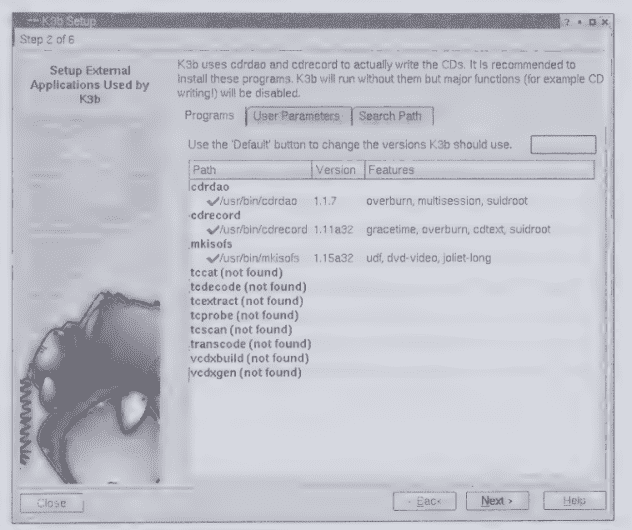 K3b Setup
Step 2 of 6
Setup External
Applications Used by
K3b
K3b uses cdrdao and cdrecord to actually write the CDs. It is recommended to
install these programs. K3b will run without them but major functions (for example CD
writing!) will be disabled.
Programs User Parameters Search Path
Use the 'Default' button to change the versions K3b should use.
Path Version Features
cdrdao
/usr/bin/cdrdao 1.1.7 overburn, multisession, suidroot
cdrecord
/usr/bin/cdrecord 1.11a32 gracetime, overburn, cdtext, suidroot
mkisofs
/usr/bin/mkisofs 1.15a32 udf, dvd-video, joliet-long
tccat (not found)
tcdecode (not found)
tcextract (not found)
tcprobe (not found)
tcscan (not found)
transcode (not found)
vcdxbuild (not found)
vcdxgen (not found)
Close < Back Next > Help